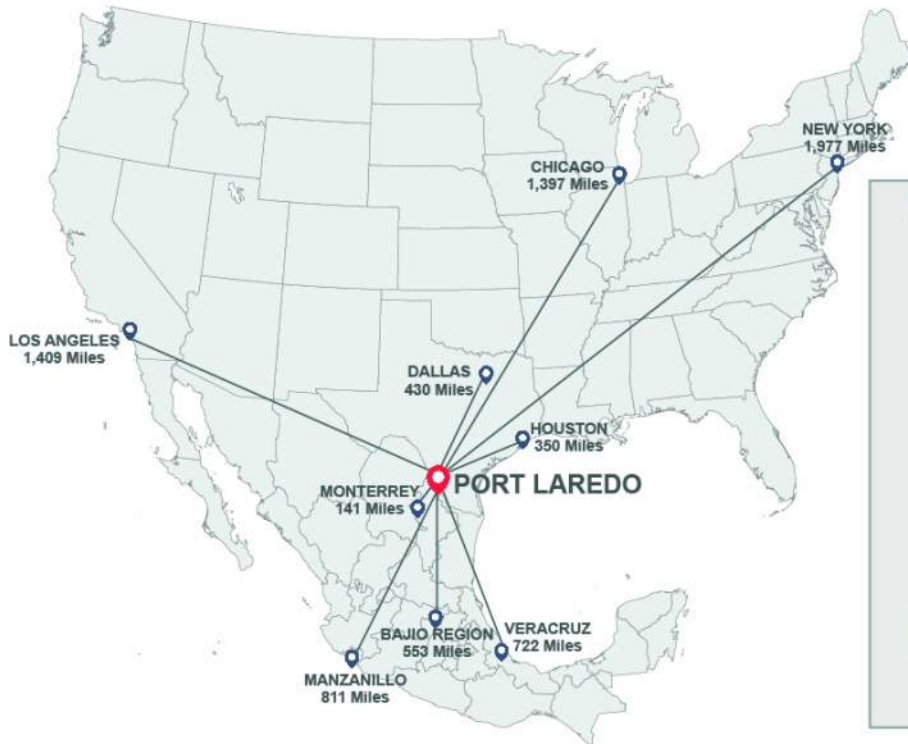 NEW YORK
1,977 Miles
CHICAGO
1,397 Miles
LOS ANGELES
1,409 Miles
DALLAS
430 Miles
HOUSTON
350 Miles
PORT LAREDO
MONTERREY
141 Miles
BAJIO REGION
553 Miles
VERACRUZ
722 Miles
MANZANILLO
811 Miles